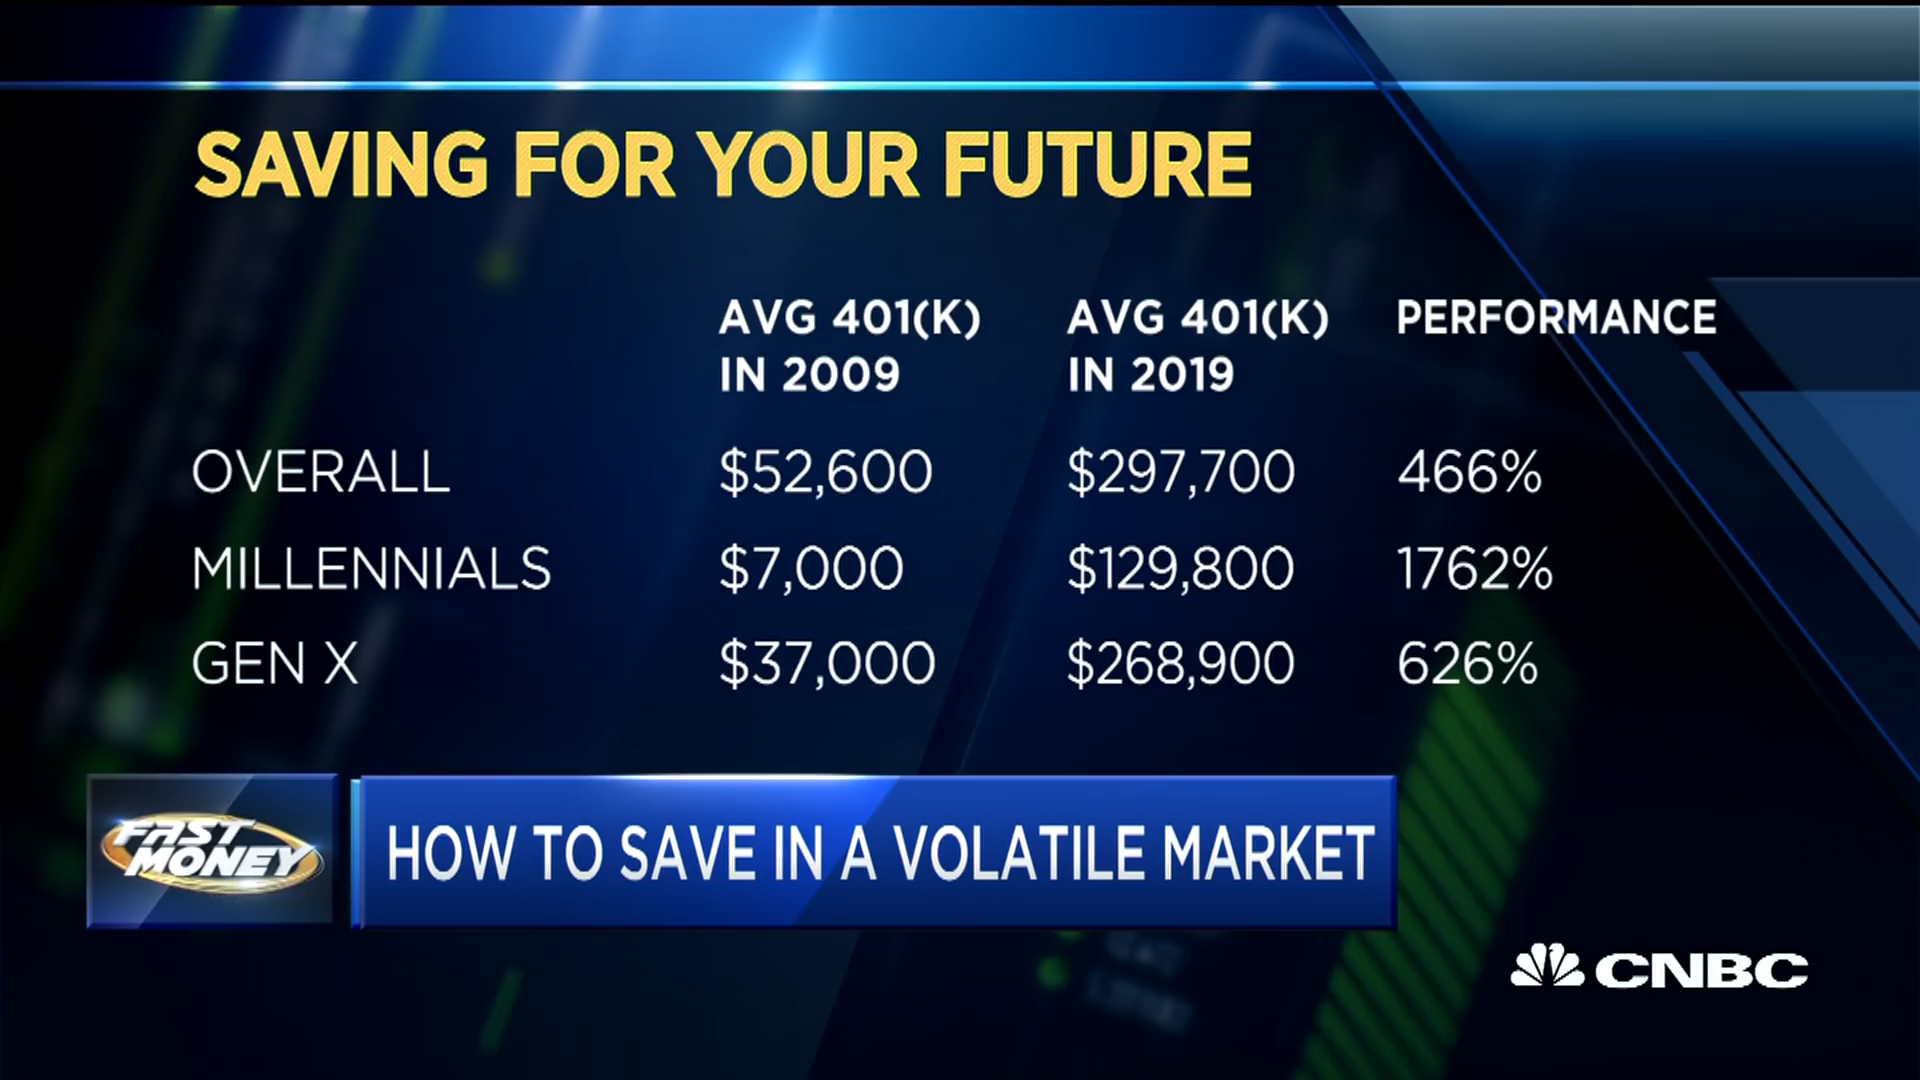 SAVING FOR YOUR FUTURE
AVG 401(K) IN 2009
AVG 401(K) IN 2019
PERFORMANCE
OVERALL $52,600 $297,700 466%
MILLENNIALS $7,000 $129,800 1762%
GEN X $37,000 $268,900 626%
FAST MONEY
HOW TO SAVE IN A VOLATILE MARKET
CNBC